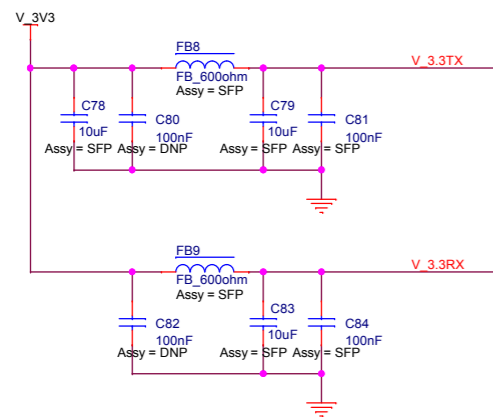 V_3V3
FB8
FB_600ohm
Assy = SFP
V_3.3TX
C78
10uF
Assy = SFP
C80
100nF
Assy = DNP
C79
10uF
Assy = SFP
C81
100nF
Assy = SFP
FB9
FB_600ohm
Assy = SFP
V_3.3RX
C82
100nF
Assy = DNP
C83
10uF
Assy = SFP
C84
100nF
Assy = SFP